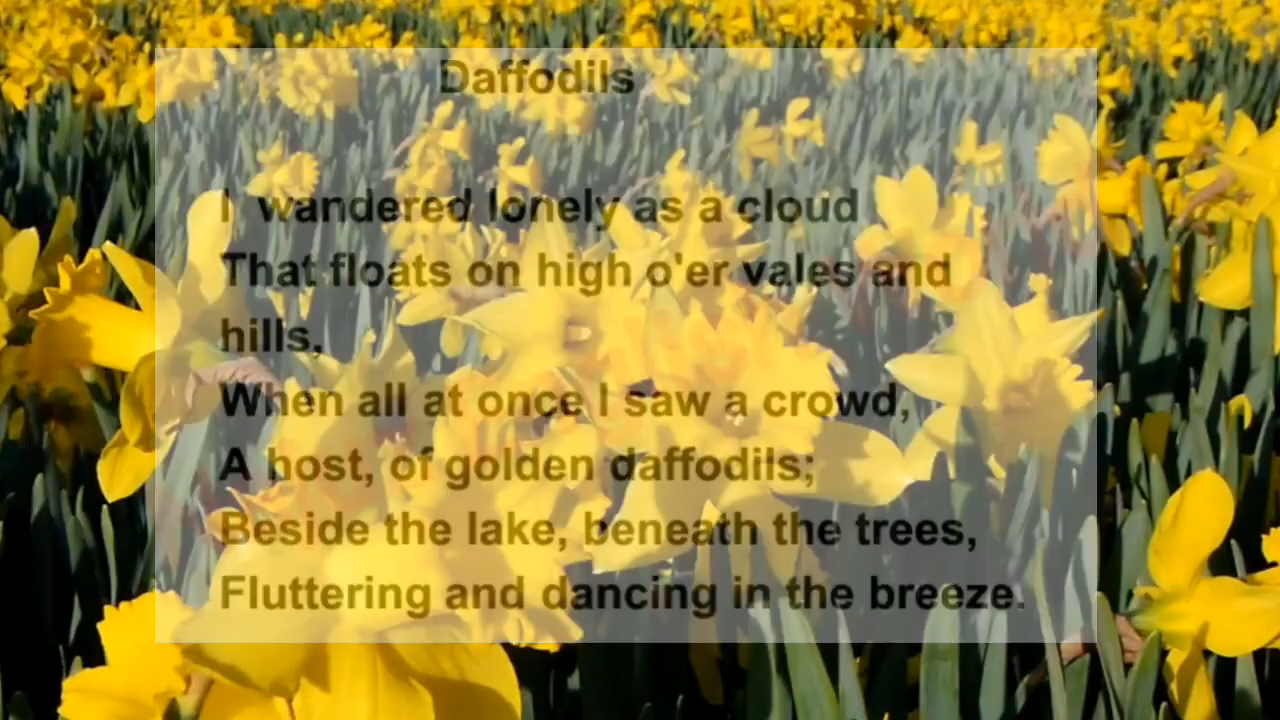 Daffodils
I wandered lonely as a cloud
That floats on high o'er vales and
hills,
When all at once I saw a crowd,
A host, of golden daffodils;
Beside the lake, beneath the trees,
Fluttering and dancing in the breeze.